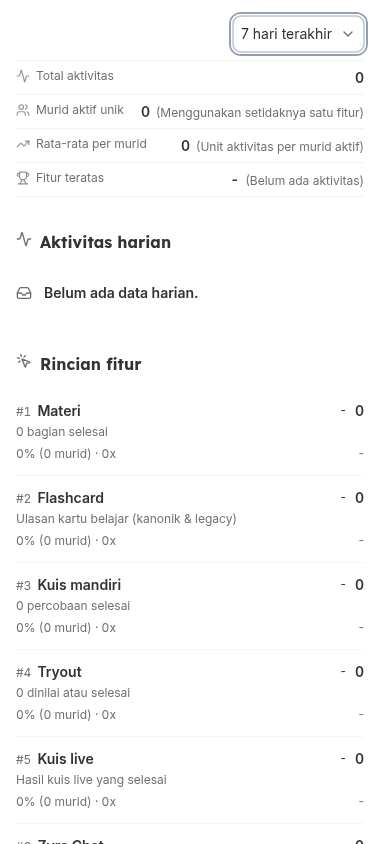 7 hari terakhir
Total aktivitas 0
Murid aktif unik 0 (Menggunakan setidaknya satu fitur)
Rata-rata per murid 0 (Unit aktivitas per murid aktif)
Fitur teratas - (Belum ada aktivitas)
Aktivitas harian
Belum ada data harian.
Rincian fitur
#1 Materi - 0
0 bagian selesai
0% (0 murid) · 0x -
#2 Flashcard - 0
Ulasan kartu belajar (kanonik & legacy)
0% (0 murid) · 0x -
#3 Kuis mandiri - 0
0 percobaan selesai
0% (0 murid) · 0x -
#4 Tryout - 0
0 dinilai atau selesai
0% (0 murid) · 0x -
#5 Kuis live - 0
Hasil kuis live yang selesai
0% (0 murid) · 0x -